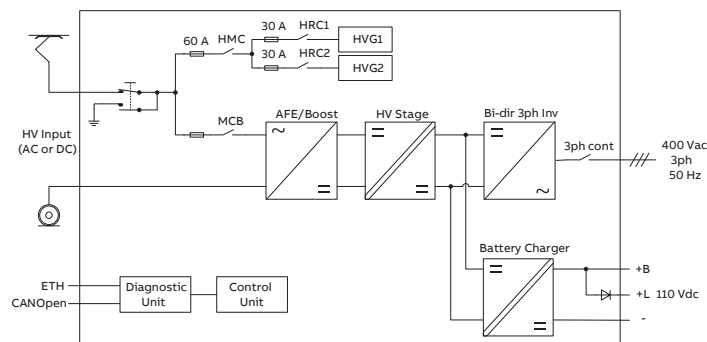 60 A
HMC
30 A
HRC1
HVG1
30 A
HRC2
HVG2
HV Input
(AC or DC)
MCB
AFE/Boost
HV Stage
Bi-dir 3ph Inv
3ph cont
400 Vac
3ph
50 Hz
Battery Charger
+B
+L 110 Vdc
-
ETH
CANOpen
Diagnostic
Unit
Control
Unit